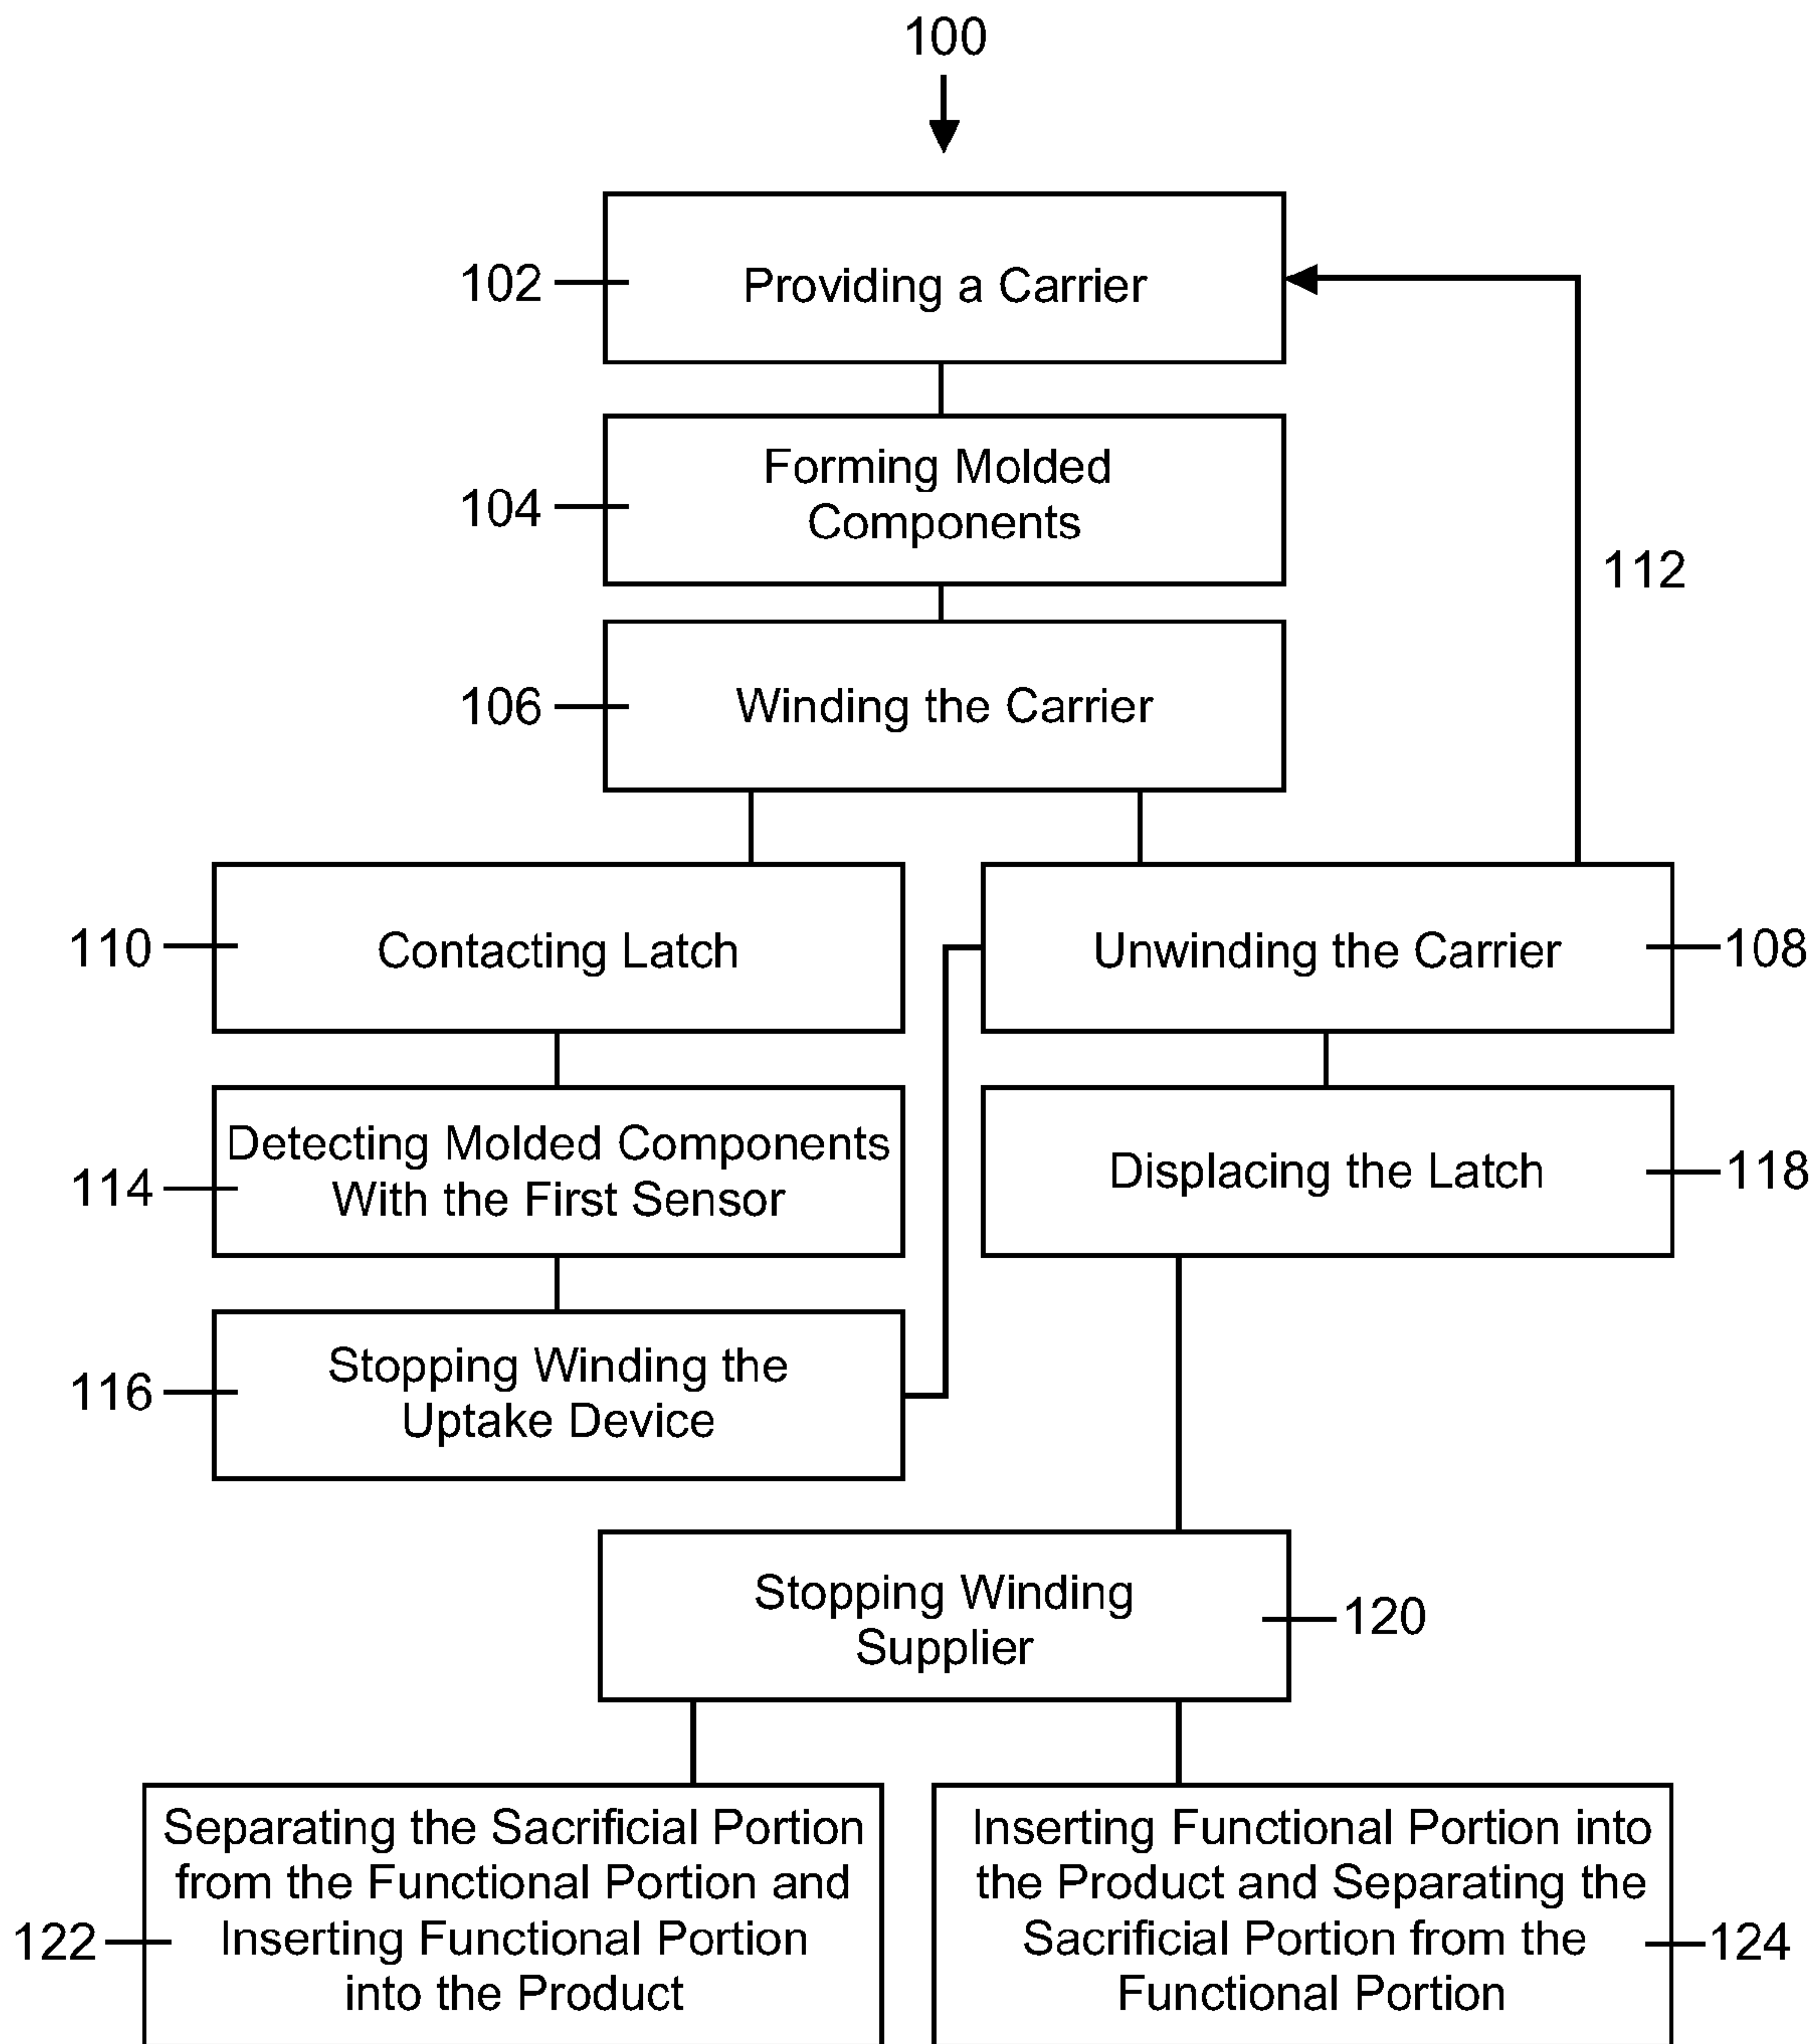 100
102
Providing a Carrier
104
Forming Molded
Components
112
106
Winding the Carrier
110
Contacting Latch
Unwinding the Carrier
108
114
Detecting Molded Components
With the First Sensor
Displacing the Latch
118
116
Stopping Winding the
Uptake Device
Stopping Winding
Supplier
120
122
Separating the Sacrificial Portion
from the Functional Portion and
Inserting Functional Portion
into the Product
Inserting Functional Portion into
the Product and Separating the
Sacrificial Portion from the
Functional Portion
124